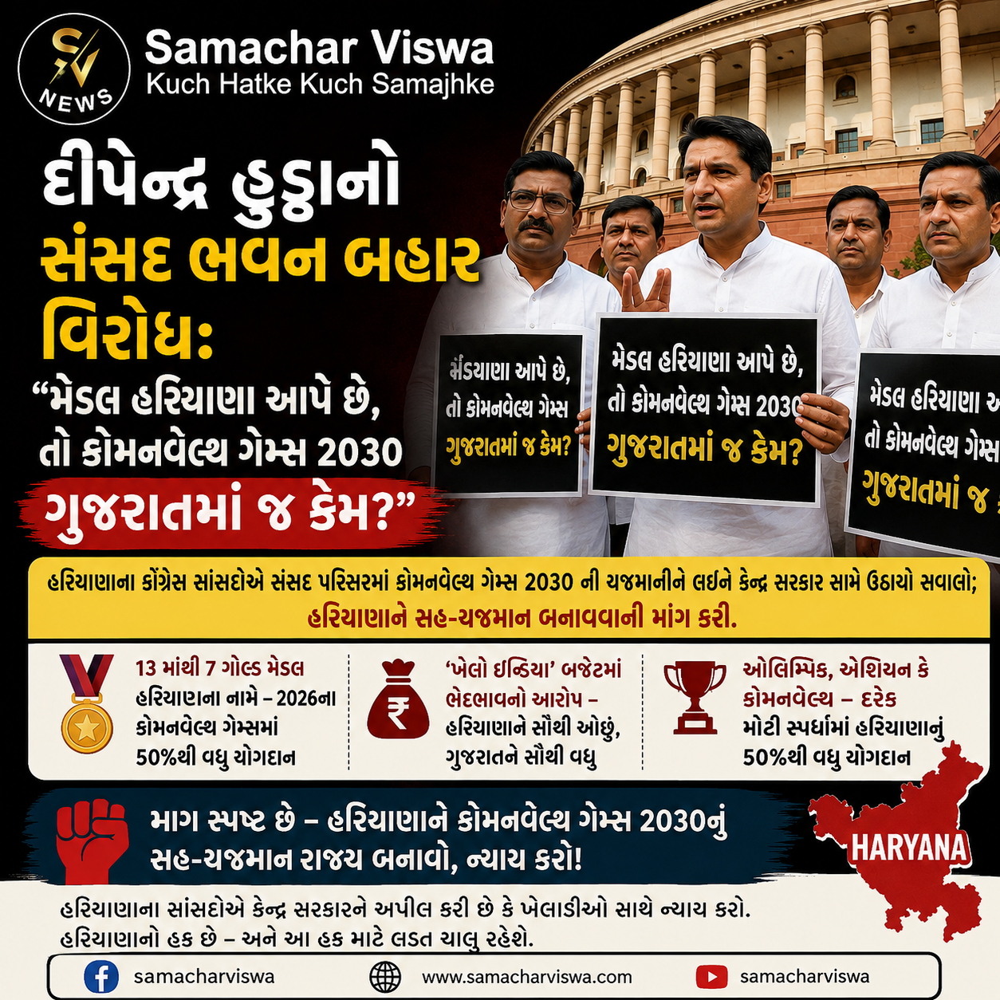 SV
NEWS
Samachar Viswa
Kuch Hatke Kuch Samajhke
દીપેન્દ્ર હુડ્ડાનો
સંસદ ભવન બહાર
વિરોધ:
“મેડલ હરિયાણા આપે છે,
તો કોમનવેલ્થ ગેમ્સ 2030
ગુજરાતમાં જ કેમ?”
મંડયાણા આપે છે,
તો કોમનવેલ્થ ગેમ્સ
ગુજરાતમાં જ કેમ?
મેડલ હરિયાણા આપે છે,
તો કોમનવેલ્થ ગેમ્સ 2030
ગુજરાતમાં જ કેમ?
મેડલ હરિયાણા આ
તો કોમનવેલ્થ ગેમ્સ
ગુજરાતમાં જ
હરિયાણાના કોંગ્રેસ સાંસદોએ સંસદ પરિસરમાં કોમનવેલ્થ ગેમ્સ 2030 ની યજમાનીને લઈને કેન્દ્ર સરકાર સામે ઉઠાયો સવાલો;
હરિયાણાને સહ-યજમાન બનાવવાની માંગ કરી.
13 માંથી 7 ગોલ્ડ મેડલ
હરિયાણના નામે – 2026ના
કોમનવેલ્થ ગેમ્સમાં
50%થી વધુ યોગદાન
‘ખેલો ઇન્ડિયા’ બજેટમાં
ભેદભાવનો આરોપ –
હરિયાણાને સૌથી ઓછું,
ગુજરાતને સૌથી વધુ
ઓલિમ્પિક, એશિયન કે
કોમનવેલ્થ – દરેક
મોટી સ્પર્ધામાં હરિયાણાનું
50%થી વધુ યોગદાન
માગ સ્પષ્ટ છે – હરિયાણાને કોમનવેલ્થ ગેમ્સ 2030નું
સહ-યજમાન રાજ્ય બનાવો, ન્યાય કરો!
HARYANA
હરિયાણાના સાંસદોએ કેન્દ્ર સરકારને અપીલ કરી છે કે ખેલાડીઓ સાથે ન્યાય કરો.
હરિયાણાનો હક છે – અને આ હક માટે લડત ચાલુ રહેશે.
samacharviswa
www.samacharviswa.com
samacharviswa